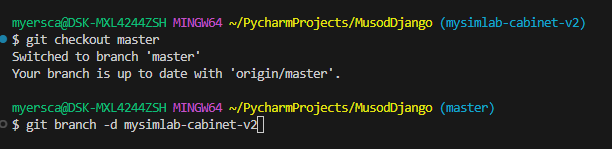 myersca@DSK-MXL4244ZSH MINGW64 ~/PycharmProjects/MusodDjango (mysimlab-cabinet-v2)
$ git checkout master
Switched to branch 'master'
Your branch is up to date with 'origin/master'.
myersca@DSK-MXL4244ZSH MINGW64 ~/PycharmProjects/MusodDjango (master)
$ git branch -d mysimlab-cabinet-v2